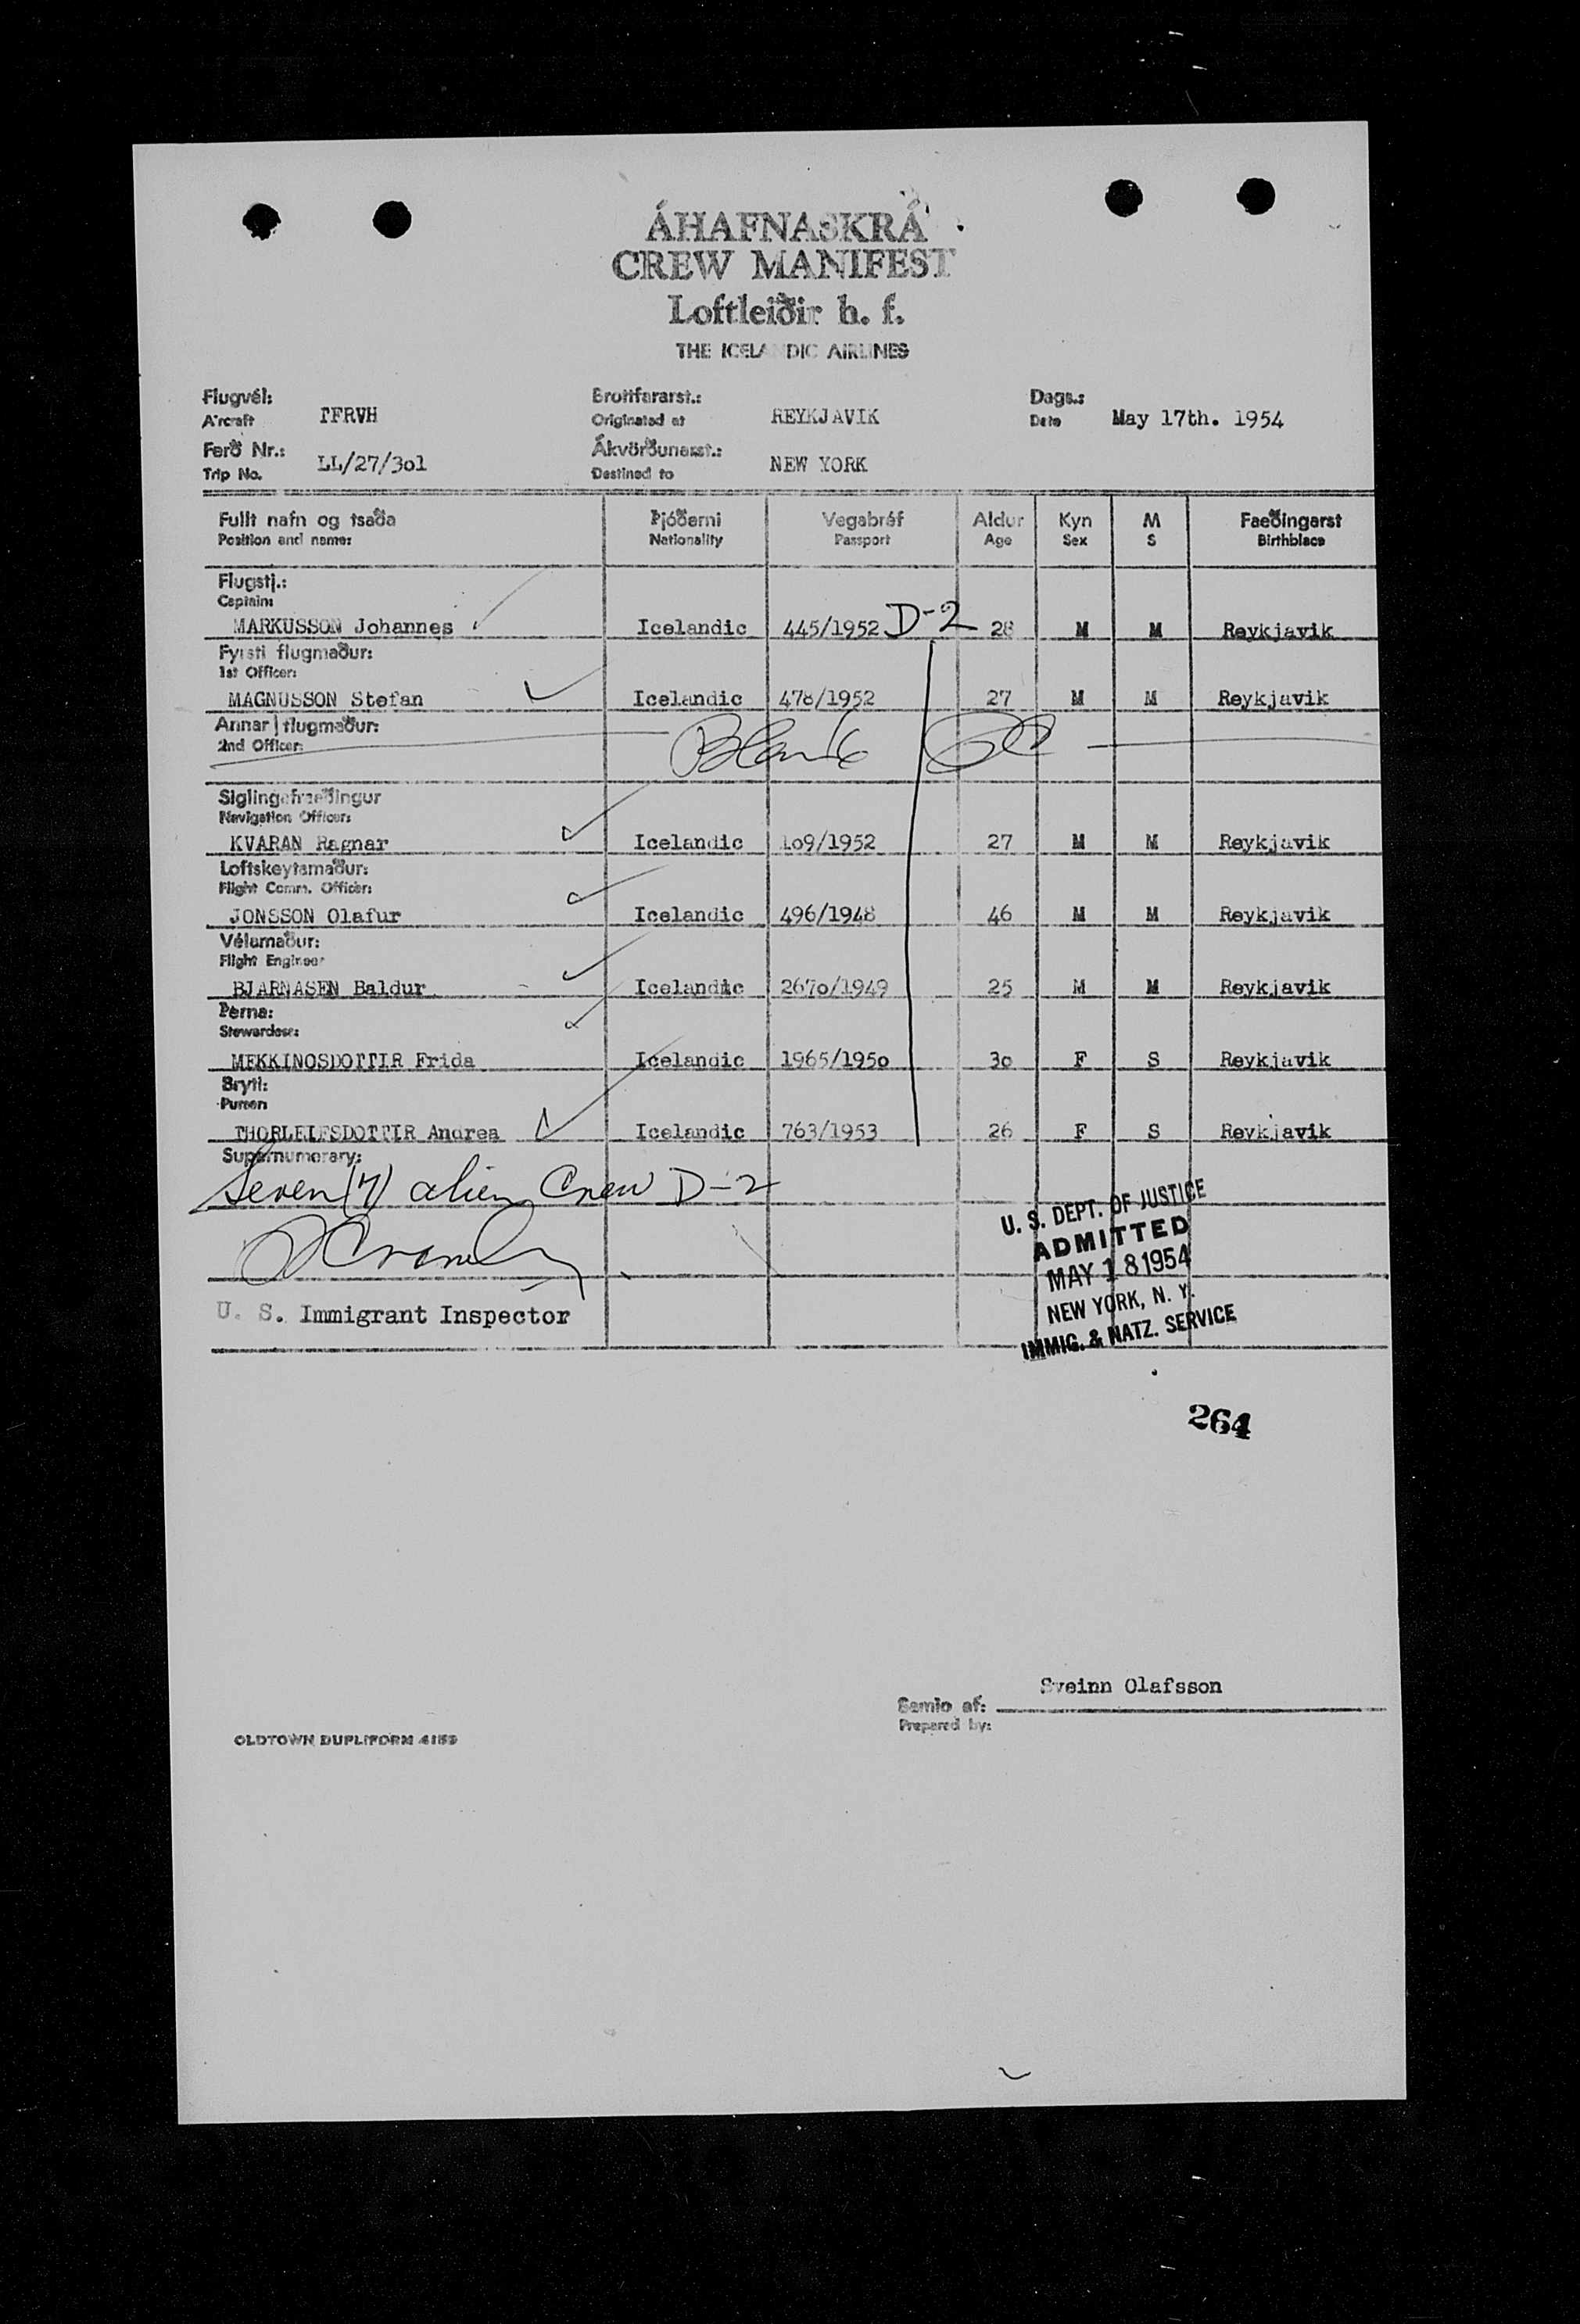 ÁHAFNASKRÁ
CREW MANIFEST
Loftleiðir h. f.
THE ICELANDIC AIRLINES
Flugvél: Brottfararst.: Dags.:
Aircraft TFRVH Originated at REYKJAVIK Date May 17th. 1954
Ferð Nr.: Ákvörðunarst.:
Trip No. LL/27/3o1 Destined to NEW YORK
Fullt nafn og tsaða Þjóðerni Vegabréf Aldur Kyn M Faeðingarst
Position and name: Nationality Passport Age Sex S Birthplace
Flugstj.:
Captain:
MARKUSSON Johannes Icelandic 445/1952 D-2 28 M M Reykjavik
Fyrsti flugmaður:
1st Officer:
MAGNUSSON Stefan Icelandic 478/1952 27 M M Reykjavik
Annar flugmaður:
2nd Officer: Blank
Siglingafraeðingur
Navigation Officer:
KVARAN Ragnar Icelandic 1o9/1952 27 M M Reykjavik
Loftskeytamaður:
Flight Comm. Officer:
JONSSON Olafur Icelandic 496/1948 46 M M Reykjavik
Vélamaður:
Flight Engineer
BJARNASEN Baldur Icelandic 267o/1949 25 M M Reykjavik
Þerna:
Stewardess:
MEKKINOSDOTTIR Frida Icelandic 1965/195o 3o F S Reykjavik
Bryti:
Purser:
THORLEIFSDOTTIR Andrea Icelandic 763/1953 26 F S Reykjavik
Supernumerary:
Seven (7) alien Crew D-2
U. S. Immigrant Inspector
U. S. DEPT. OF JUSTICE
ADMITTED
MAY 18 1954
NEW YORK, N. Y.
IMMIG. & NATZ. SERVICE
264
Sveinn Olafsson
Samio af:
Prepared by:
OLDTOWN DUPLIFORM 4159